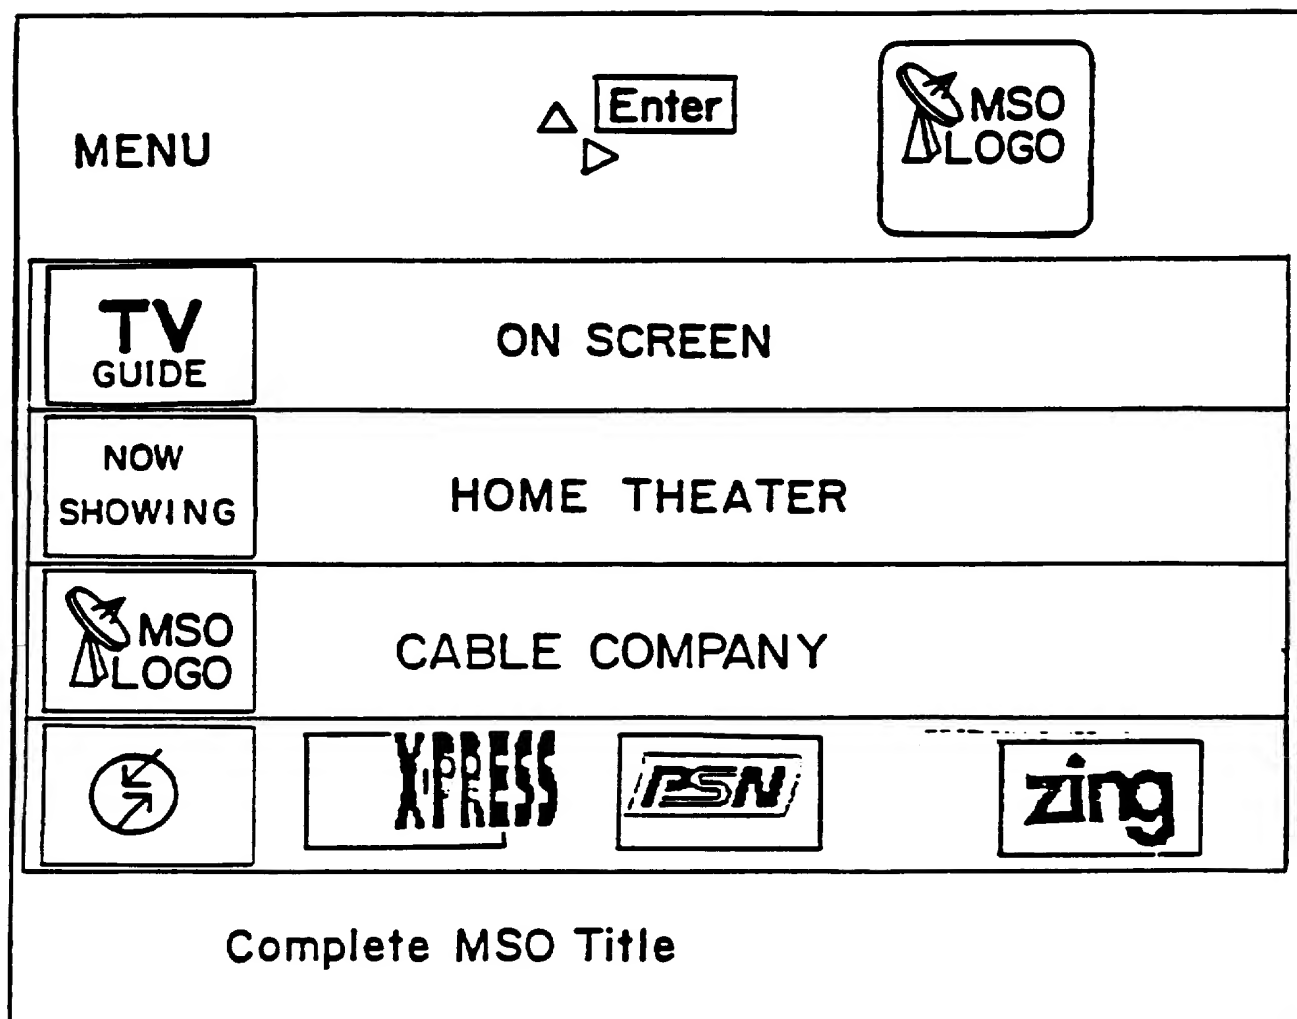 MENU
Enter
MSO
LOGO
TV
GUIDE
ON SCREEN
NOW
SHOWING
HOME THEATER
MSO
LOGO
CABLE COMPANY
X·PRESS
PSN
zing
Complete MSO Title